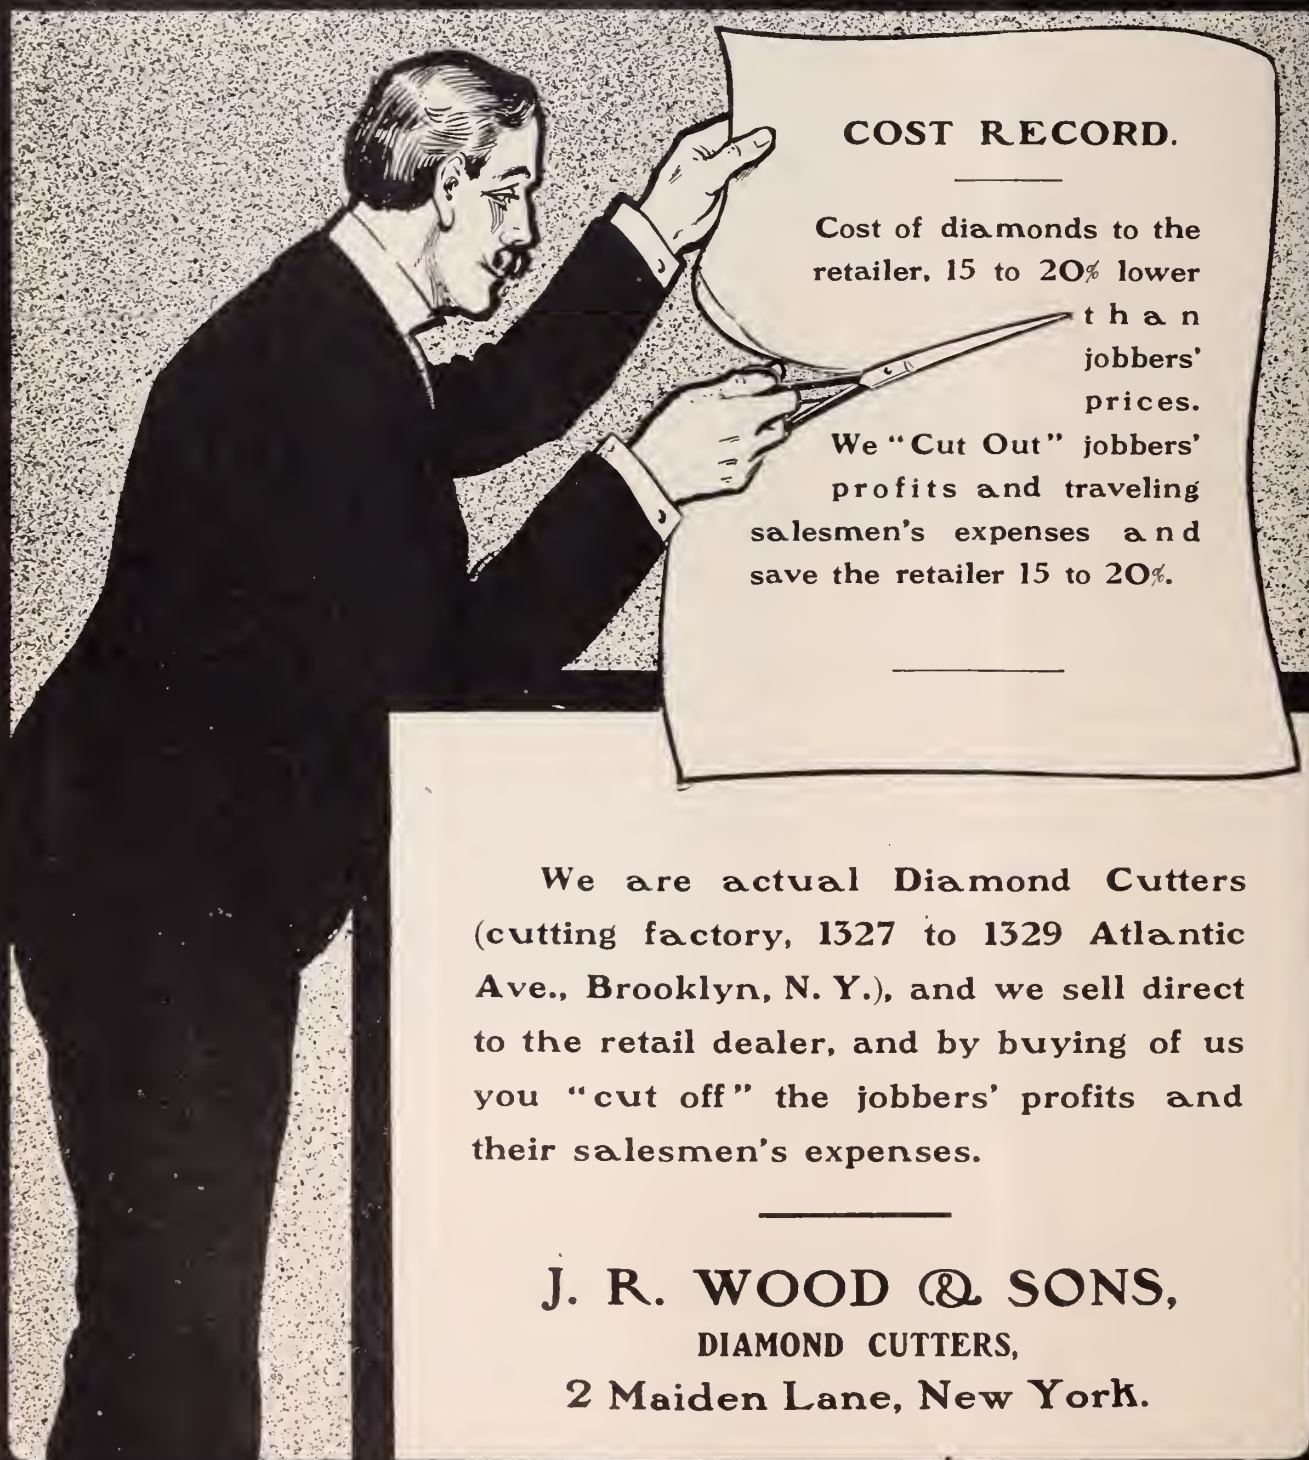 COST RECORD.
Cost of diamonds to the
retailer, 15 to 20% lower
than
jobbers'
prices.
We "Cut Out" jobbers'
profits and traveling
salesmen's expenses and
save the retailer 15 to 20%.
We are actual Diamond Cutters
(cutting factory, 1327 to 1329 Atlantic
Ave., Brooklyn, N. Y.), and we sell direct
to the retail dealer, and by buying of us
you "cut off" the jobbers' profits and
their salesmen's expenses.
J. R. WOOD & SONS,
DIAMOND CUTTERS,
2 Maiden Lane, New York.